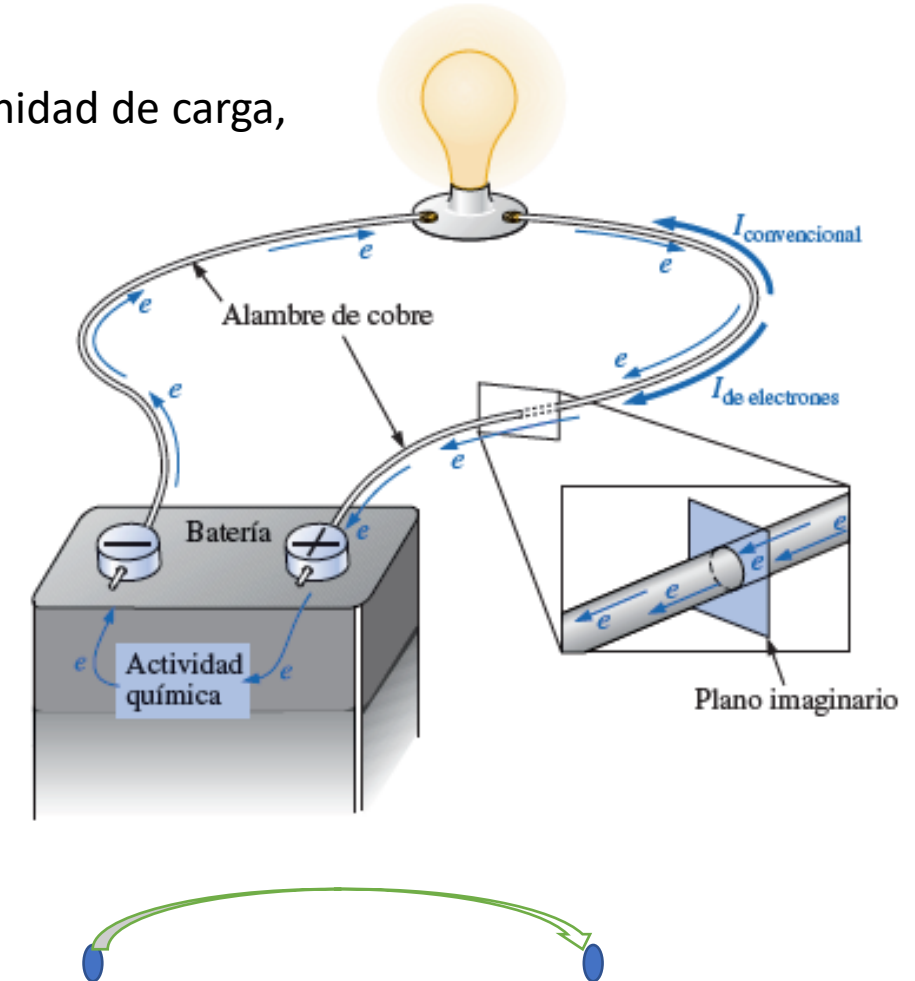 nidad de carga,
I convencional
e
e
e
Alambre de cobre
e
e
I de electrones
e
e
Batería
−
+
e
e
e
e
e
e
Actividad
química
e
e
Plano imaginario